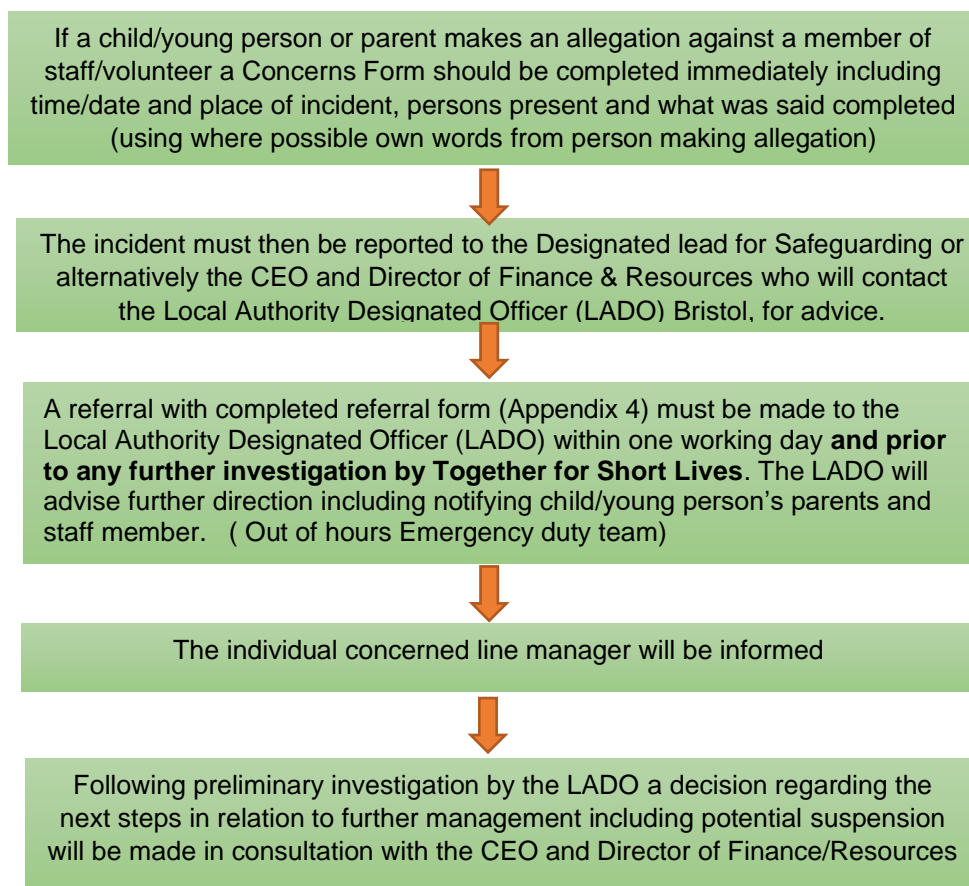 If a child/young person or parent makes an allegation against a member of
staff/volunteer a Concerns Form should be completed immediately including
time/date and place of incident, persons present and what was said completed
(using where possible own words from person making allegation)
The incident must then be reported to the Designated lead for Safeguarding or
alternatively the CEO and Director of Finance & Resources who will contact
the Local Authority Designated Officer (LADO) Bristol, for advice.
A referral with completed referral form (Appendix 4) must be made to the
Local Authority Designated Officer (LADO) within one working day and prior
to any further investigation by Together for Short Lives. The LADO will
advise further direction including notifying child/young person's parents and
staff member. ( Out of hours Emergency duty team)
The individual concerned line manager will be informed
Following preliminary investigation by the LADO a decision regarding the
next steps in relation to further management including potential suspension
will be made in consultation with the CEO and Director of Finance/Resources